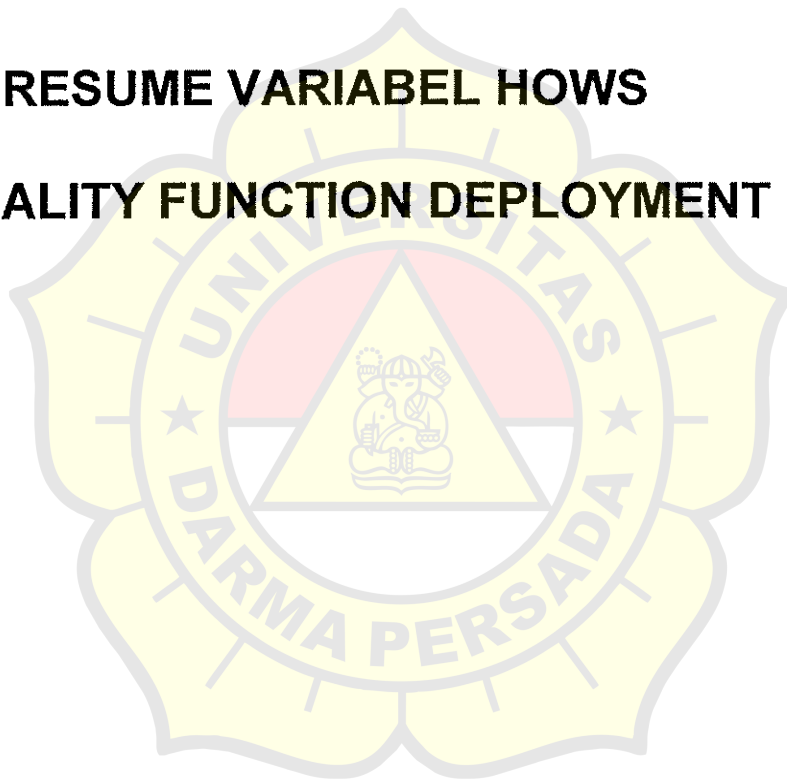 RESUME VARIABEL HOWS
ALITY FUNCTION DEPLOYMENT
UNIVERSITAS
DARMA PERSADA